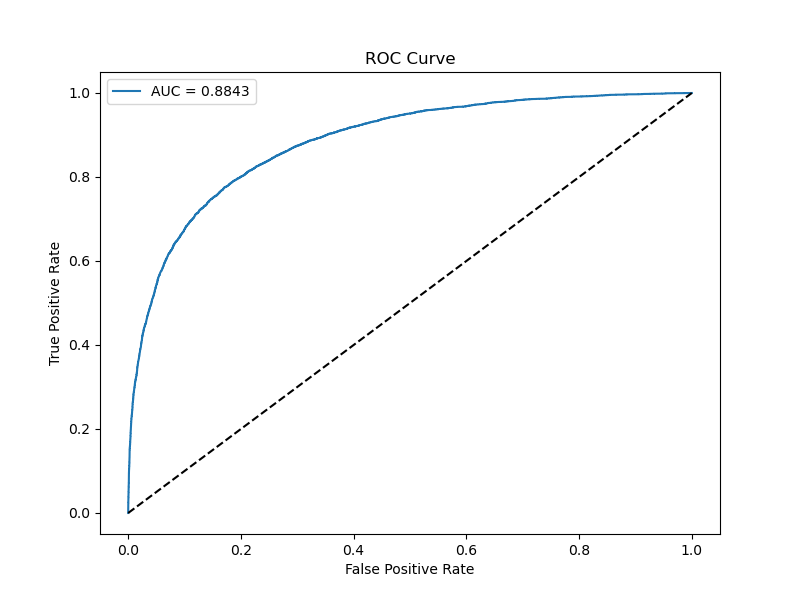 ROC Curve
AUC = 0.8843
1.0
0.8
0.6
0.4
0.2
0.0
True Positive Rate
0.0 0.2 0.4 0.6 0.8 1.0
False Positive Rate